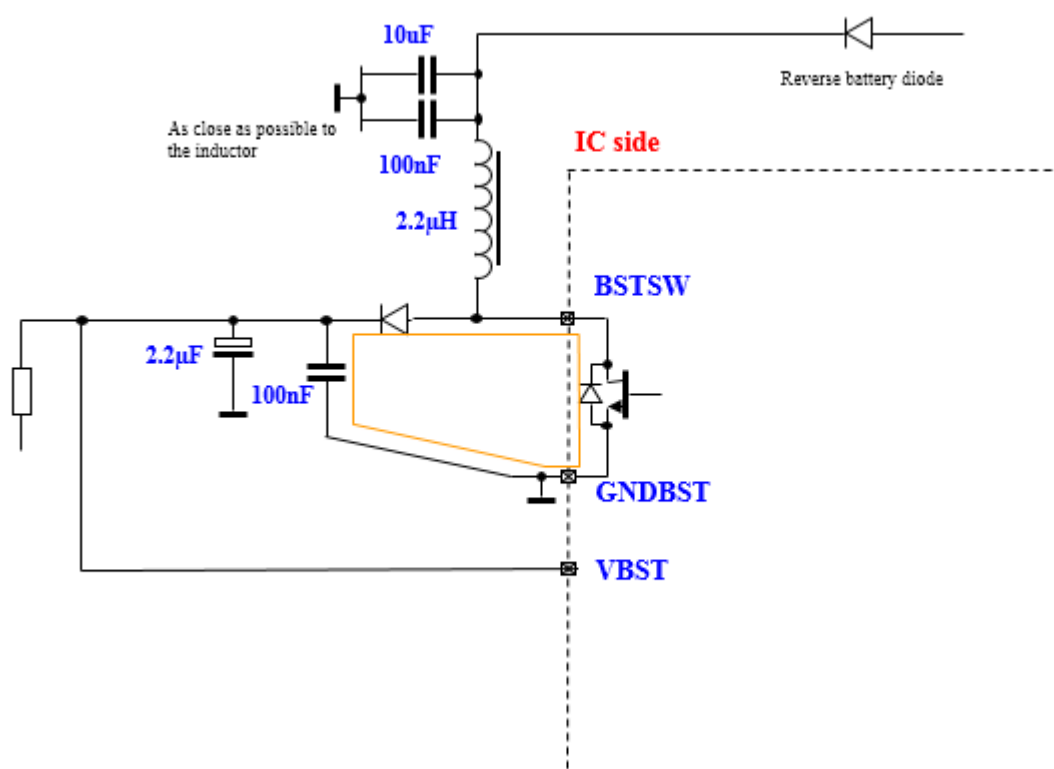 10uF
Reverse battery diode
As close as possible to
the inductor
IC side
100nF
2.2µH
BSTSW
2.2µF
100nF
GNDBST
VBST